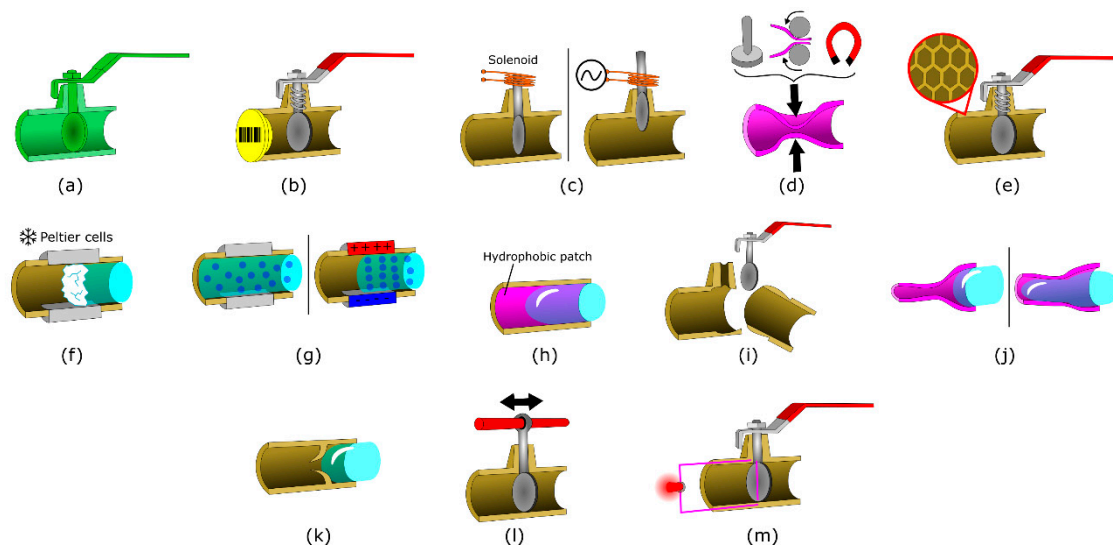 Solenoid
(a)
(b)
(c)
(d)
(e)
Peltier cells
Hydrophobic patch
(f)
(g)
(h)
(i)
(j)
(k)
(l)
(m)